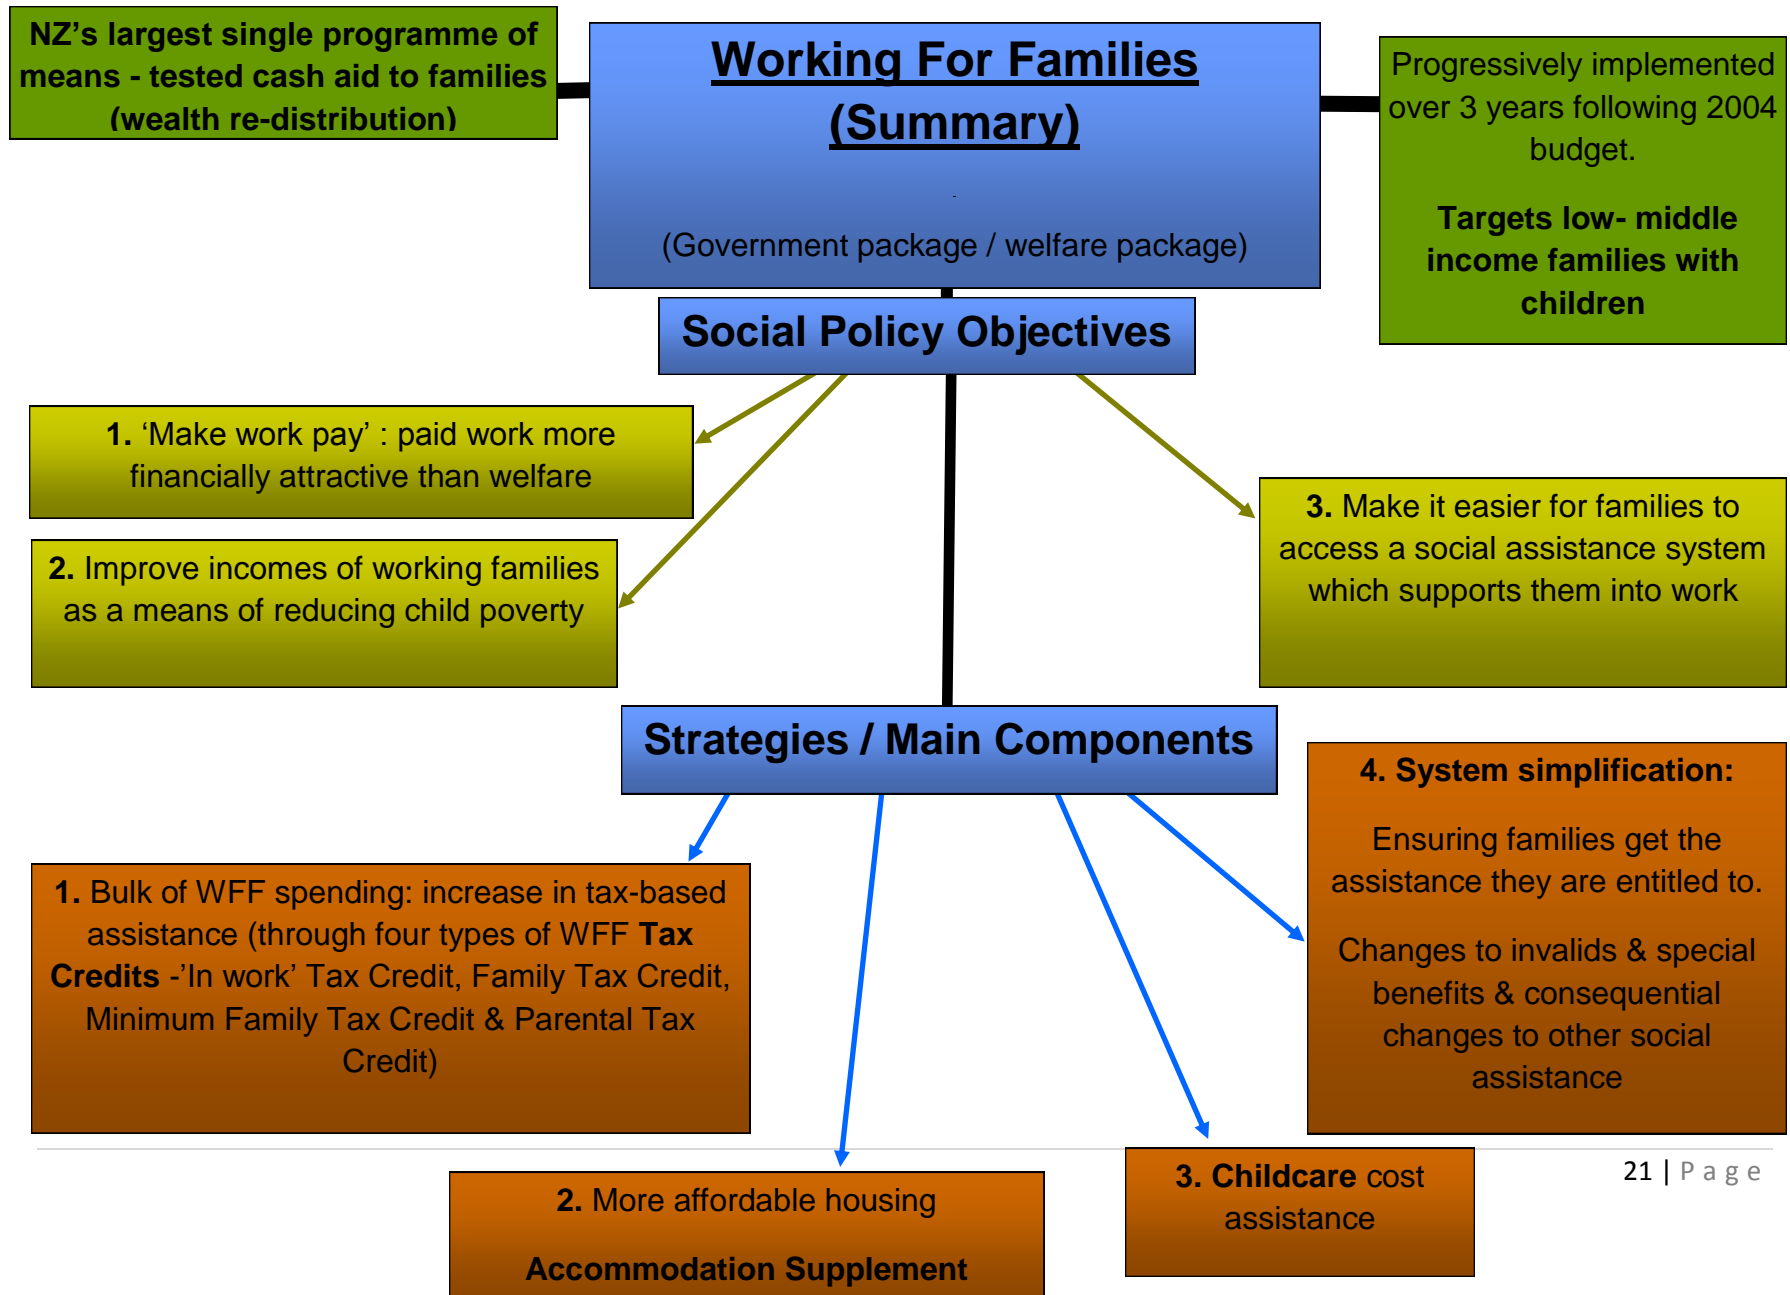 NZ’s largest single programme of
means - tested cash aid to families
(wealth re-distribution)
Working For Families
(Summary)
(Government package / welfare package)
Progressively implemented
over 3 years following 2004
budget.
Targets low- middle
income families with
children
Social Policy Objectives
1. ‘Make work pay’ : paid work more
financially attractive than welfare
2. Improve incomes of working families
as a means of reducing child poverty
3. Make it easier for families to
access a social assistance system
which supports them into work
Strategies / Main Components
1. Bulk of WFF spending: increase in tax-based
assistance (through four types of WFF Tax
Credits -’In work’ Tax Credit, Family Tax Credit,
Minimum Family Tax Credit & Parental Tax
Credit)
2. More affordable housing
Accommodation Supplement
3. Childcare cost
assistance
4. System simplification:
Ensuring families get the
assistance they are entitled to.
Changes to invalids & special
benefits & consequential
changes to other social
assistance
21 | P a g e